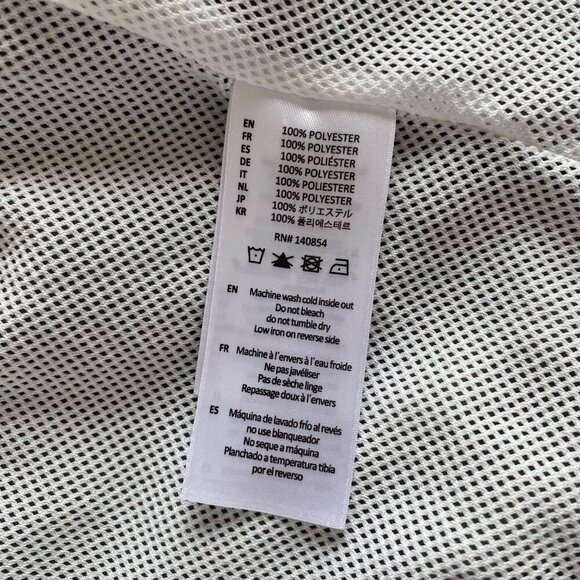 EN 100% POLYESTER
FR 100% POLYESTER
ES 100% POLIÉSTER
DE 100% POLYESTER
IT 100% POLIESTERE
NL 100% POLYESTER
JP 100% ポリエステル
KR 100% 폴리에스테르
RN# 140854
EN Machine wash cold inside out
Do not bleach
do not tumble dry
Low iron on reverse side
FR Machine à l'envers à l'eau froide
Ne pas javéliser
Pas de sèche linge
Repassage doux à l'envers
ES Máquina de lavado frío al revés
no use blanqueador
No seque a máquina
Planchado a temperatura tibia
por el reverso